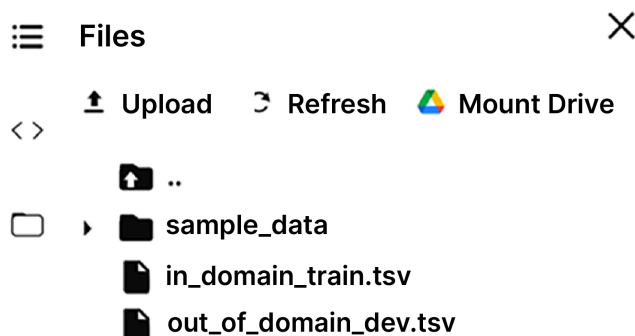 Files
Upload Refresh Mount Drive
..
sample_data
in_domain_train.tsv
out_of_domain_dev.tsv